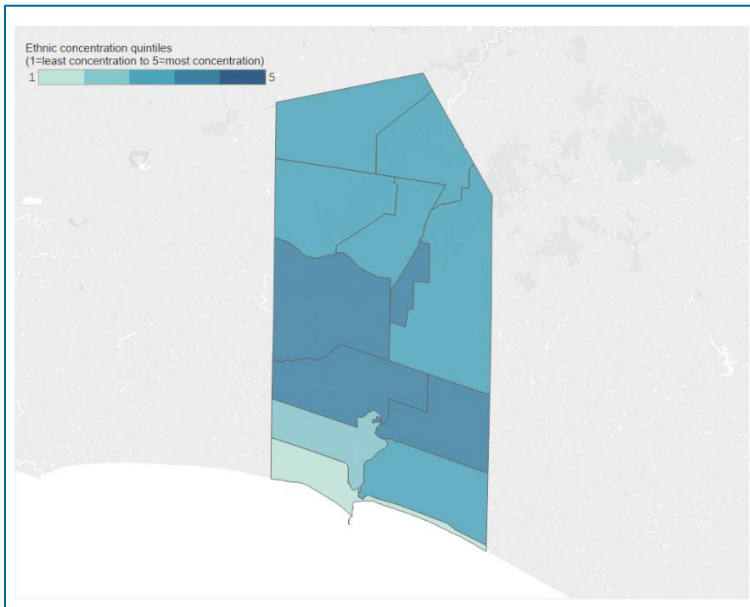 Ethnic concentration quintiles
(1=least concentration to 5=most concentration)
1 5